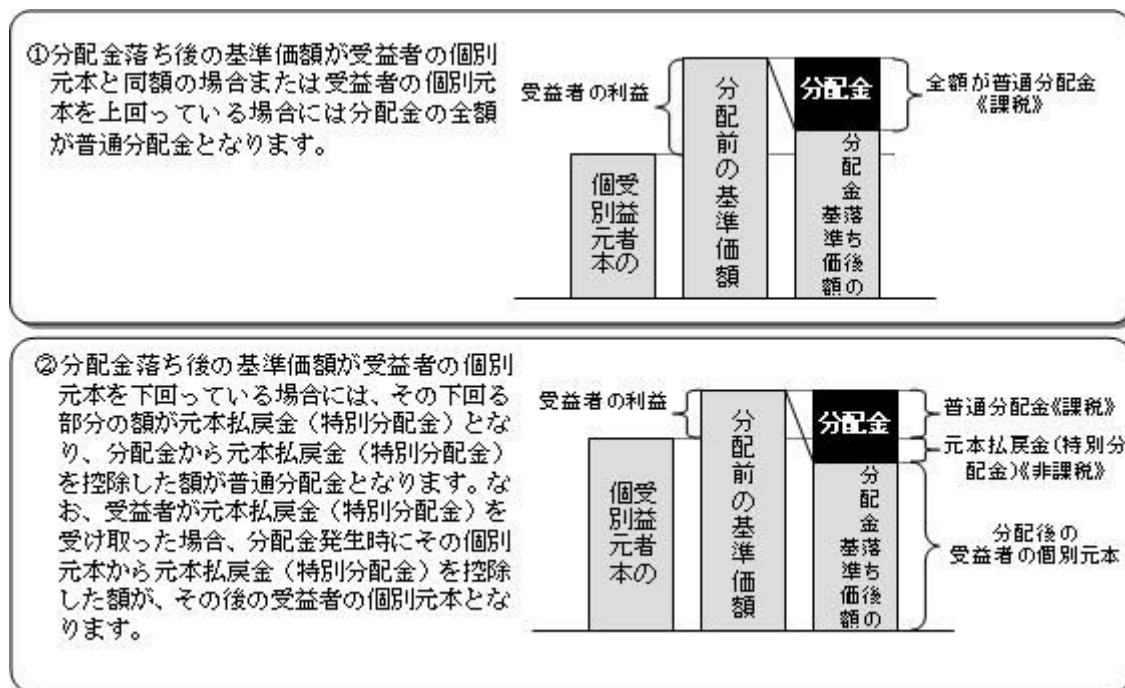 ①分配金落ち後の基準価額が受益者の個別
元本と同額の場合または受益者の個別元
本を上回っている場合には分配金の全額
が普通分配金となります。
受益者の利益
受益者の
個別元本
分配前の基準価額
分配金
分配金落ち後の
基準価額
全額が普通分配金
《課税》
②分配金落ち後の基準価額が受益者の個別
元本を下回っている場合には、その下回る
部分の額が元本払戻金（特別分配金）とな
り、分配金から元本払戻金（特別分配金）
を控除した額が普通分配金となります。な
お、受益者が元本払戻金（特別分配金）を
受け取った場合、分配金発生時にその個別
元本から元本払戻金（特別分配金）を控除
した額が、その後の受益者の個別元本とな
ります。
受益者の利益
受益者の
個別元本
分配前の基準価額
分配金
分配金落ち後の
基準価額
普通分配金《課税》
元本払戻金(特別分
配金)《非課税》
分配後の
受益者の個別元本